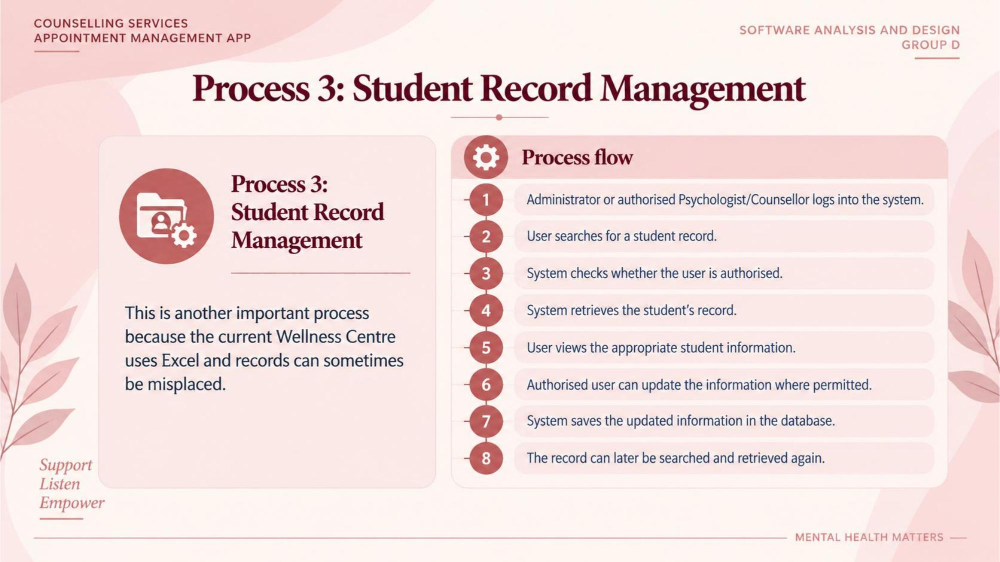 COUNSELLING SERVICES
APPOINTMENT MANAGEMENT APP
SOFTWARE ANALYSIS AND DESIGN
GROUP D
Process 3: Student Record Management
Process 3:
Student Record
Management
This is another important process
because the current Wellness Centre
uses Excel and records can sometimes
be misplaced.
Process flow
1 Administrator or authorised Psychologist/Counsellor logs into the system.
2 User searches for a student record.
3 System checks whether the user is authorised.
4 System retrieves the student’s record.
5 User views the appropriate student information.
6 Authorised user can update the information where permitted.
7 System saves the updated information in the database.
8 The record can later be searched and retrieved again.
Support
Listen
Empower
MENTAL HEALTH MATTERS